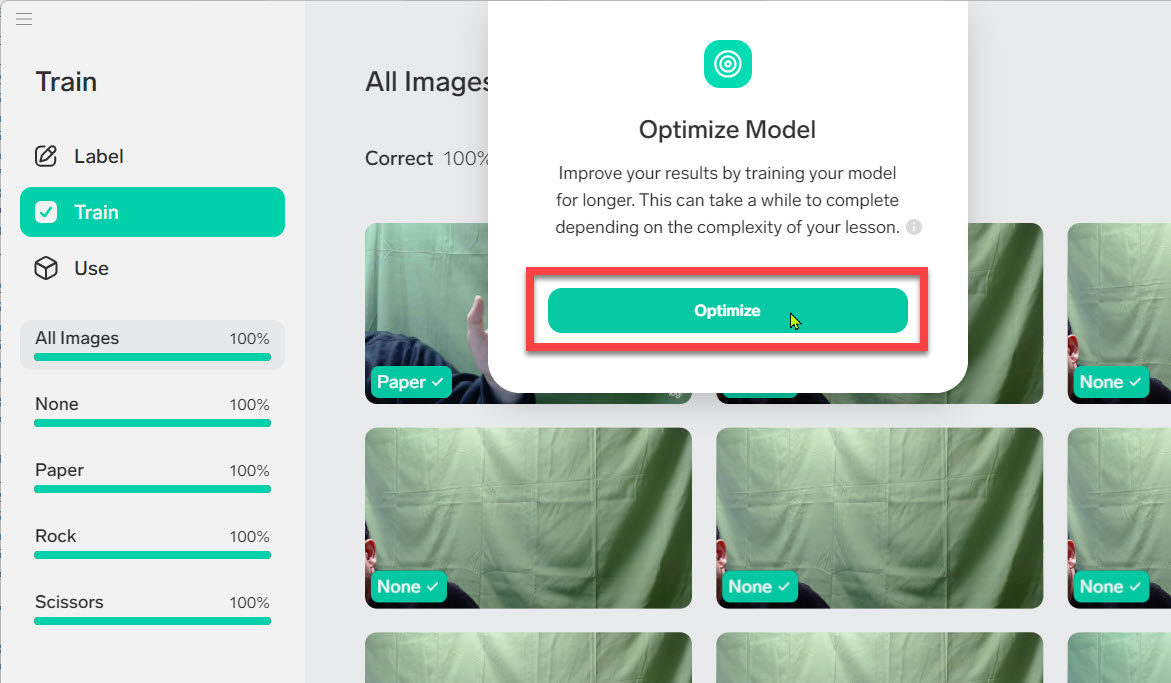 Train
Label
Train
Use
All Images 100%
None 100%
Paper 100%
Rock 100%
Scissors 100%
All Images
Correct 100%
Optimize Model
Improve your results by training your model
for longer. This can take a while to complete
depending on the complexity of your lesson.
Optimize
Paper
None
None
None
None